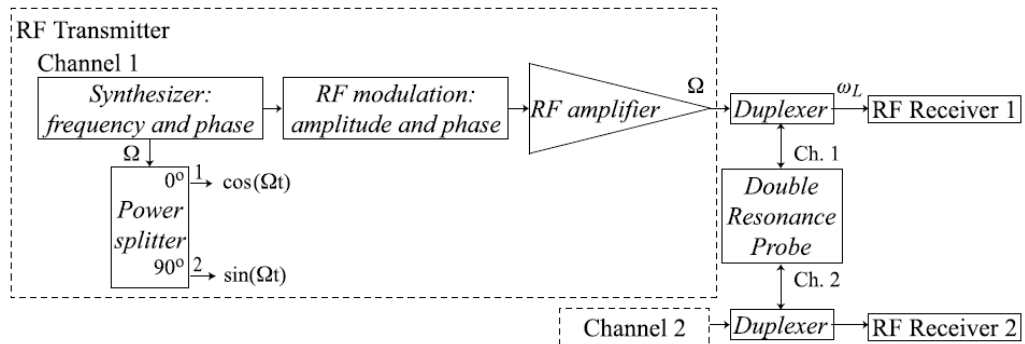 RF Transmitter
Channel 1
Synthesizer:
frequency and phase
RF modulation:
amplitude and phase
RF amplifier
Ω
Duplexer
ω_L
RF Receiver 1
Ω
0º
1
cos(Ωt)
Power
splitter
90º
2
sin(Ωt)
Ch. 1
Double
Resonance
Probe
Ch. 2
Channel 2
Duplexer
RF Receiver 2